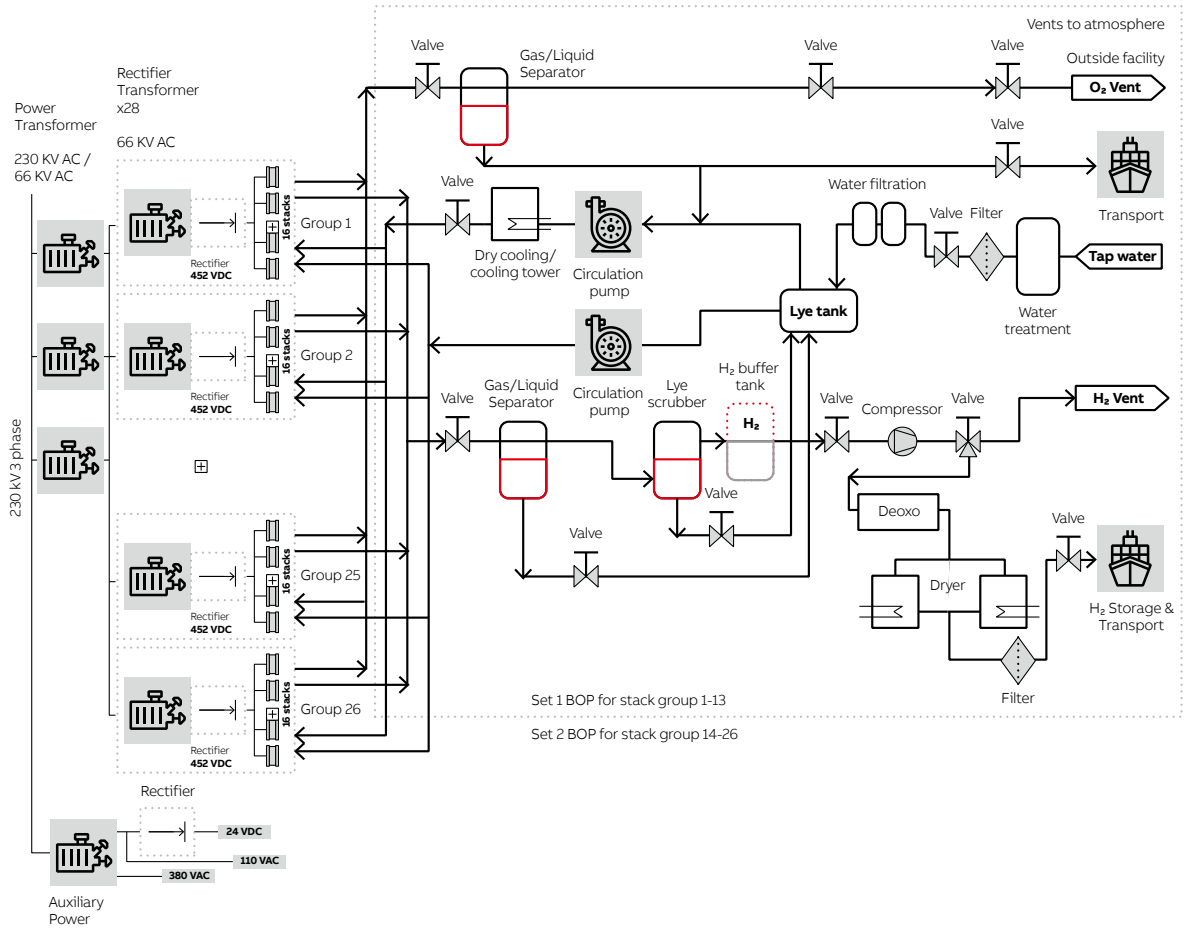 Vents to atmosphere
Valve
Gas/Liquid
Separator
Valve
Valve
Outside facility
O₂ Vent
Rectifier
Transformer
x28
66 KV AC
Power
Transformer
230 KV AC /
66 KV AC
Valve
Transport
Valve
Water filtration
Valve
Filter
Tap water
Water
treatment
Dry cooling/
cooling tower
Circulation
pump
Lye tank
16 stacks
Group 1
Rectifier
452 VDC
16 stacks
Group 2
Rectifier
452 VDC
Circulation
pump
Gas/Liquid
Separator
Lye
scrubber
H₂ buffer
tank
H₂
Valve
Valve
Compressor
Valve
H₂ Vent
230 kV 3 phase
Valve
Valve
Deoxo
Valve
Dryer
H₂ Storage &
Transport
Filter
16 stacks
Group 25
Rectifier
452 VDC
16 stacks
Group 26
Rectifier
452 VDC
Set 1 BOP for stack group 1-13
Set 2 BOP for stack group 14-26
Rectifier
24 VDC
110 VAC
380 VAC
Auxiliary
Power